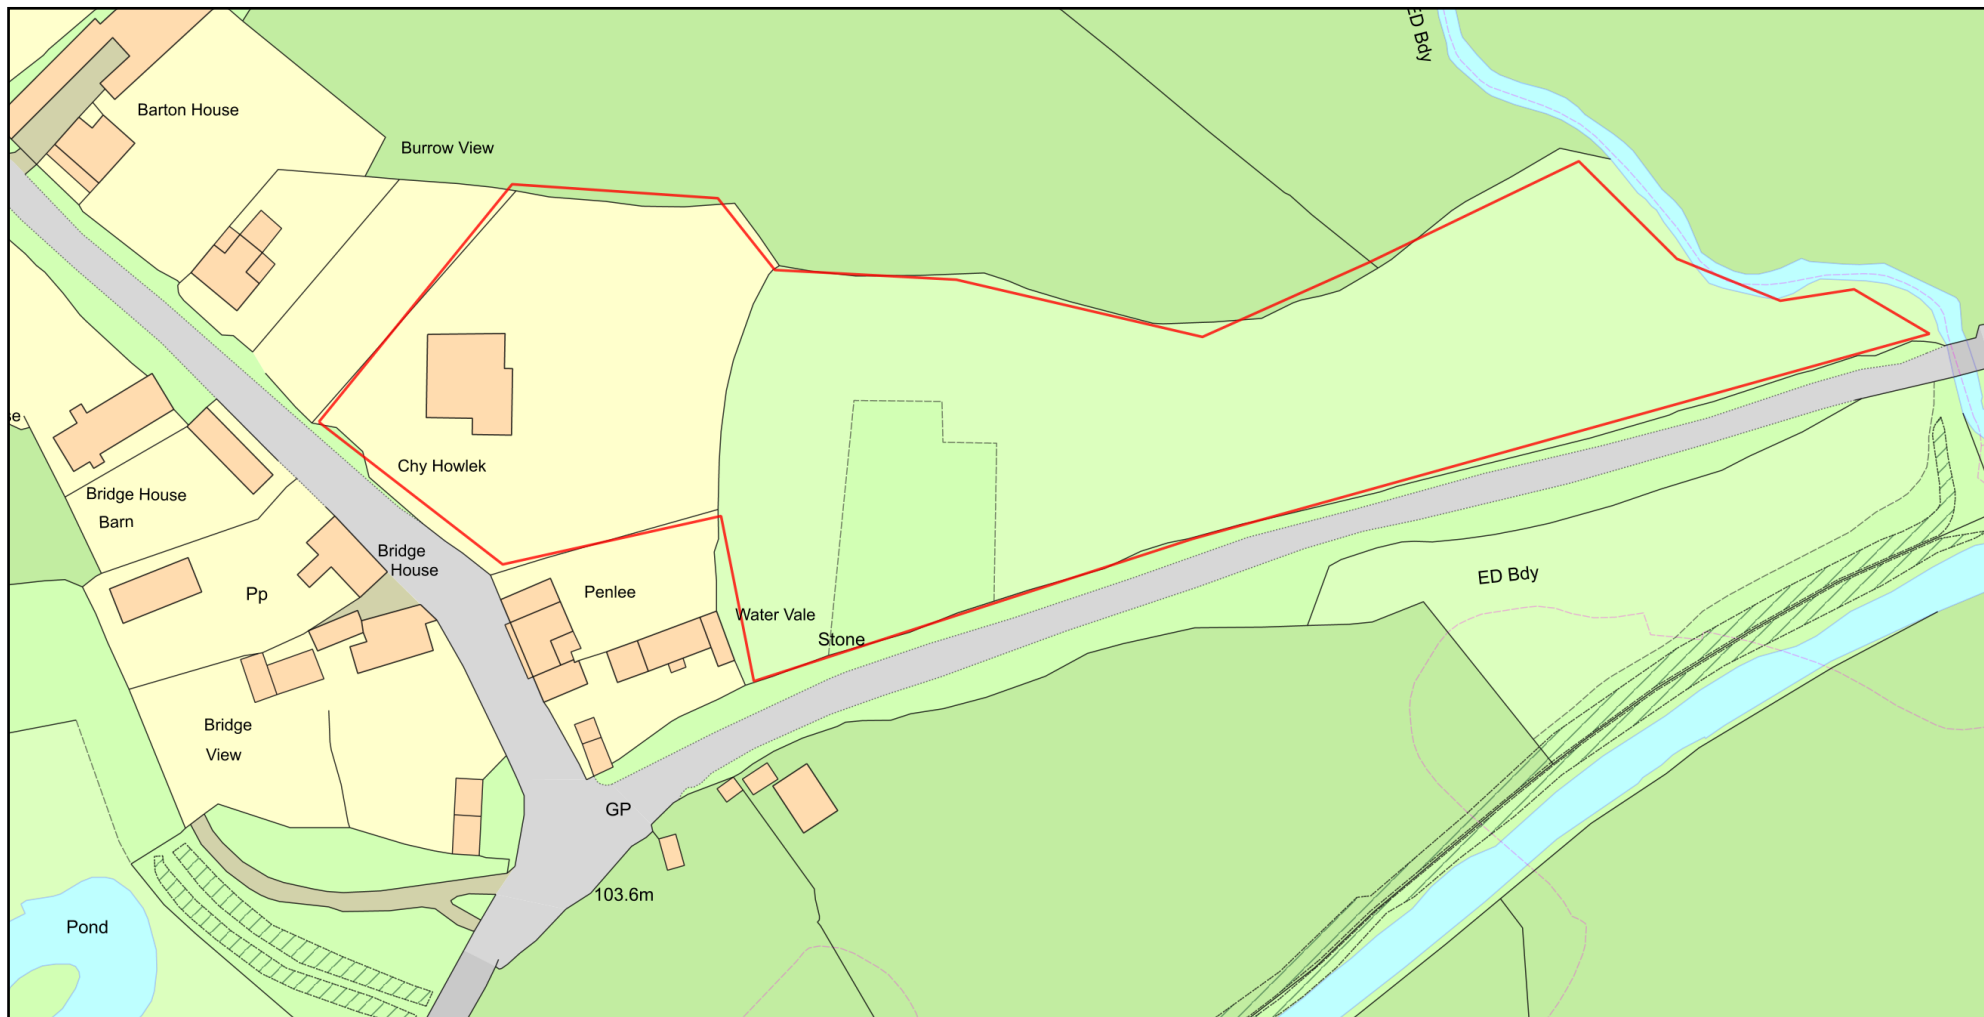 ED Bdy
Barton House
Burrow View
se
Chy Howlek
Bridge House
Barn
Bridge
House
Pp
Penlee
ED Bdy
Water Vale
Stone
Bridge
View
GP
103.6m
Pond